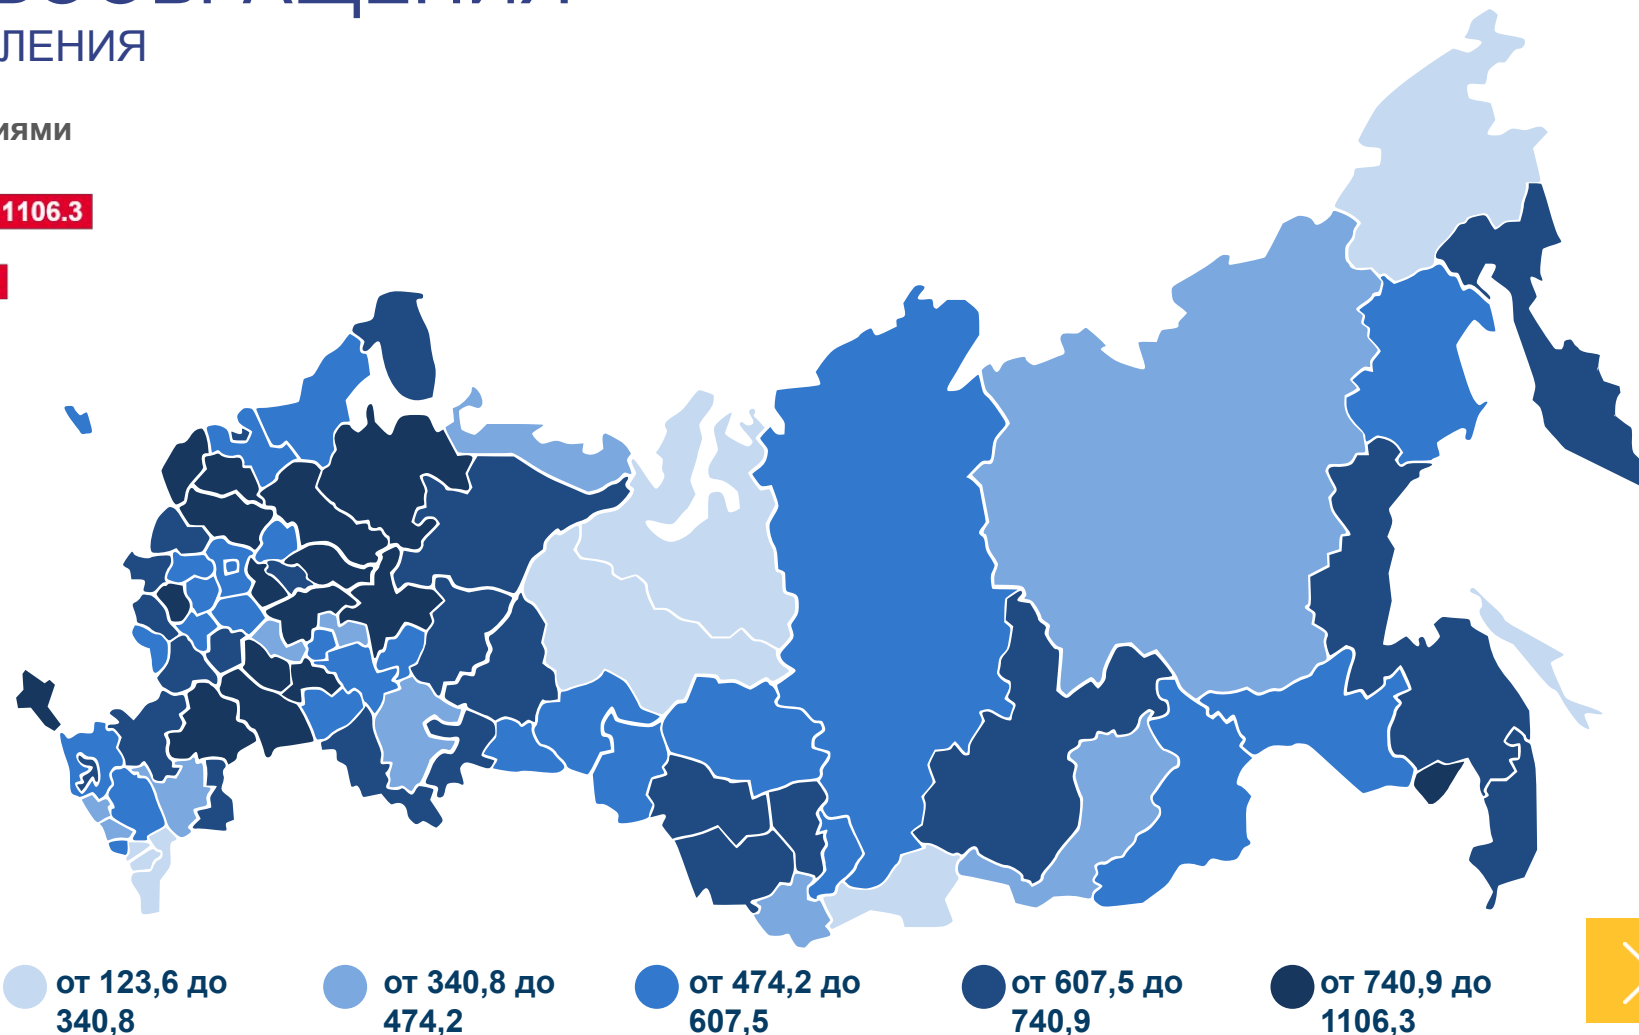 ЛЕНИЯ
иями
1106.3
от 123,6 до
340,8
от 340,8 до
474,2
от 474,2 до
607,5
от 607,5 до
740,9
от 740,9 до
1106,3